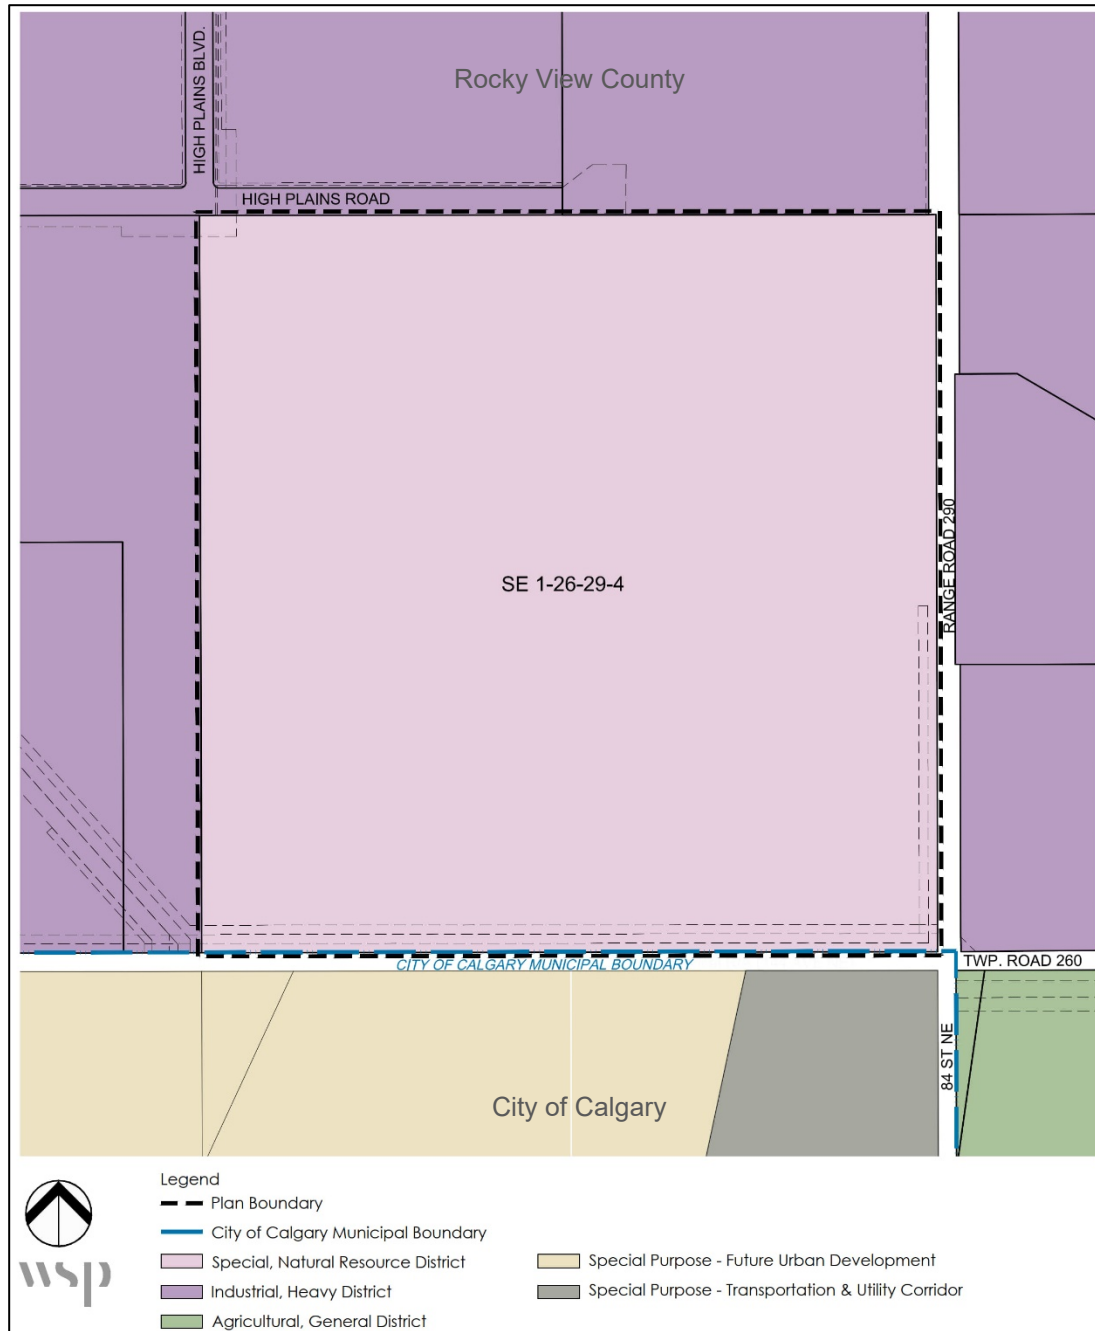 Rocky View County
HIGH PLAINS BLVD.
HIGH PLAINS ROAD
SE 1-26-29-4
RANGE ROAD 290
CITY OF CALGARY MUNICIPAL BOUNDARY
TWP. ROAD 260
84 ST NE
City of Calgary
wsp
Legend
Plan Boundary
City of Calgary Municipal Boundary
Special, Natural Resource District
Industrial, Heavy District
Agricultural, General District
Special Purpose - Future Urban Development
Special Purpose - Transportation & Utility Corridor